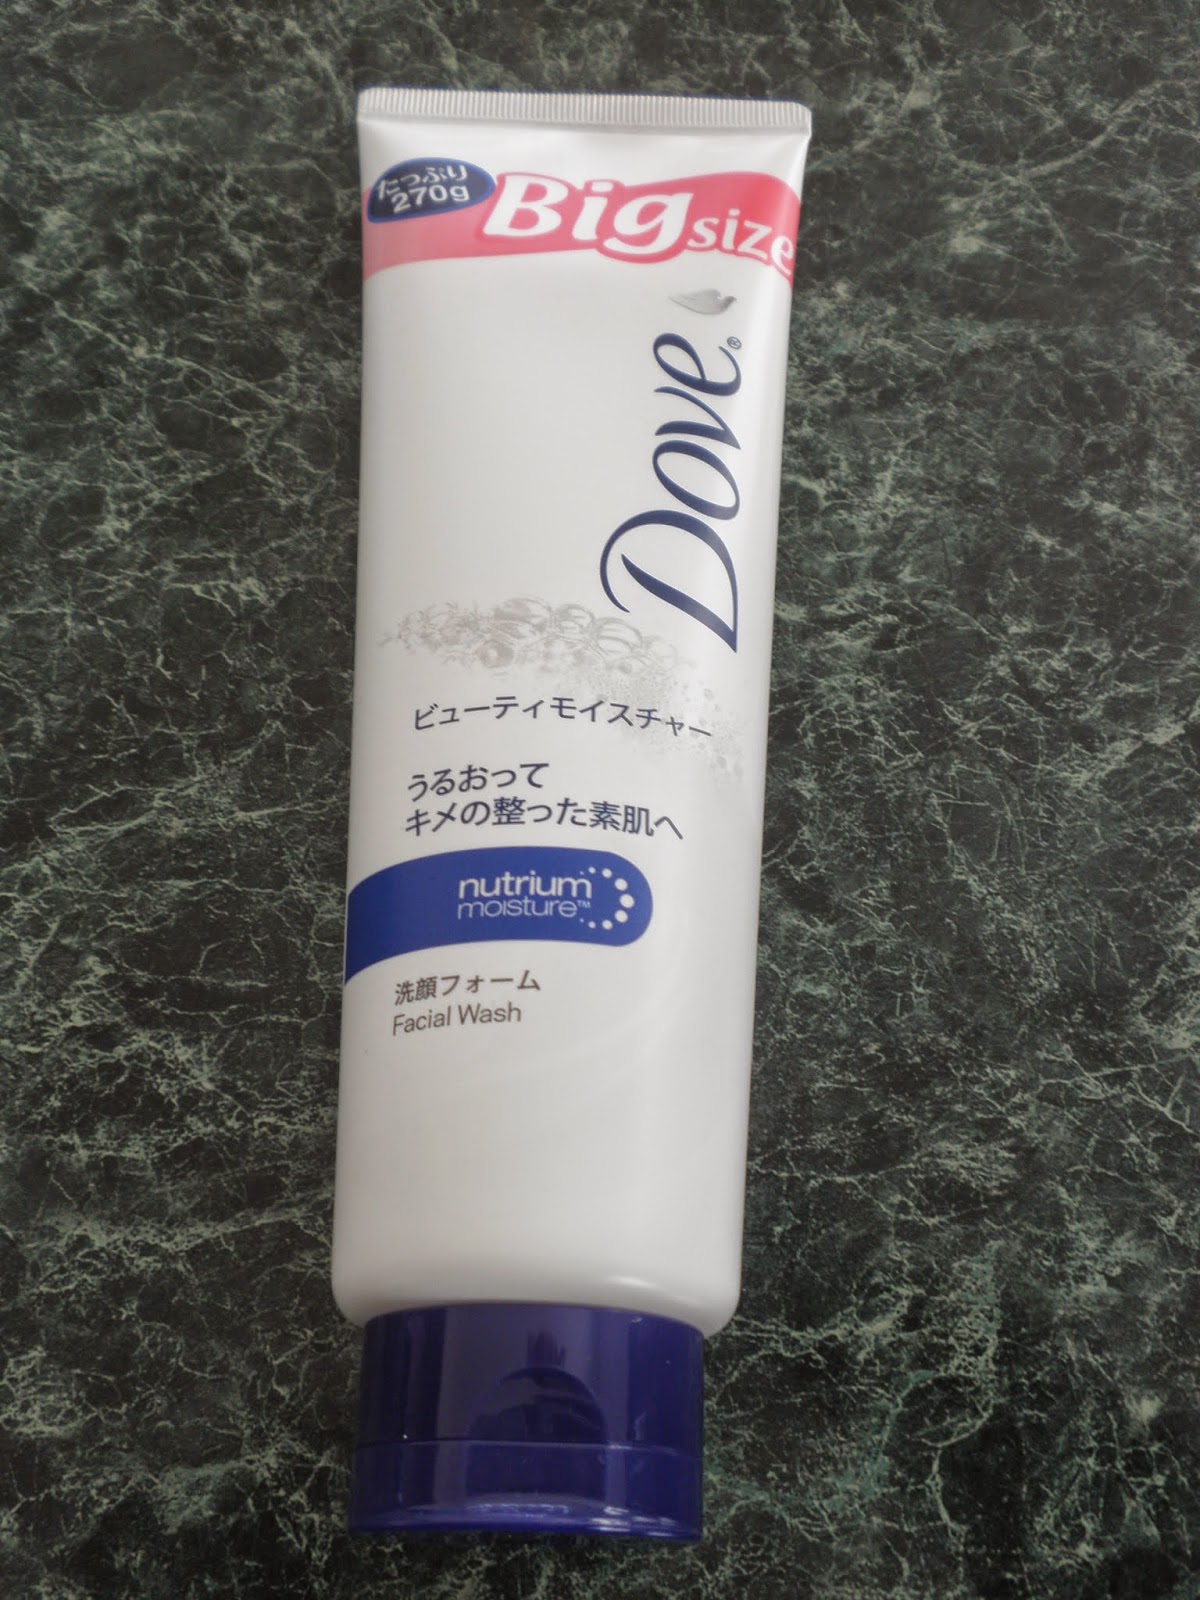 たっぷり
270g
Big size
Dove®
ビューティモイスチャー
うるおって
キメの整った素肌へ
nutrium
moisture™
洗顔フォーム
Facial Wash